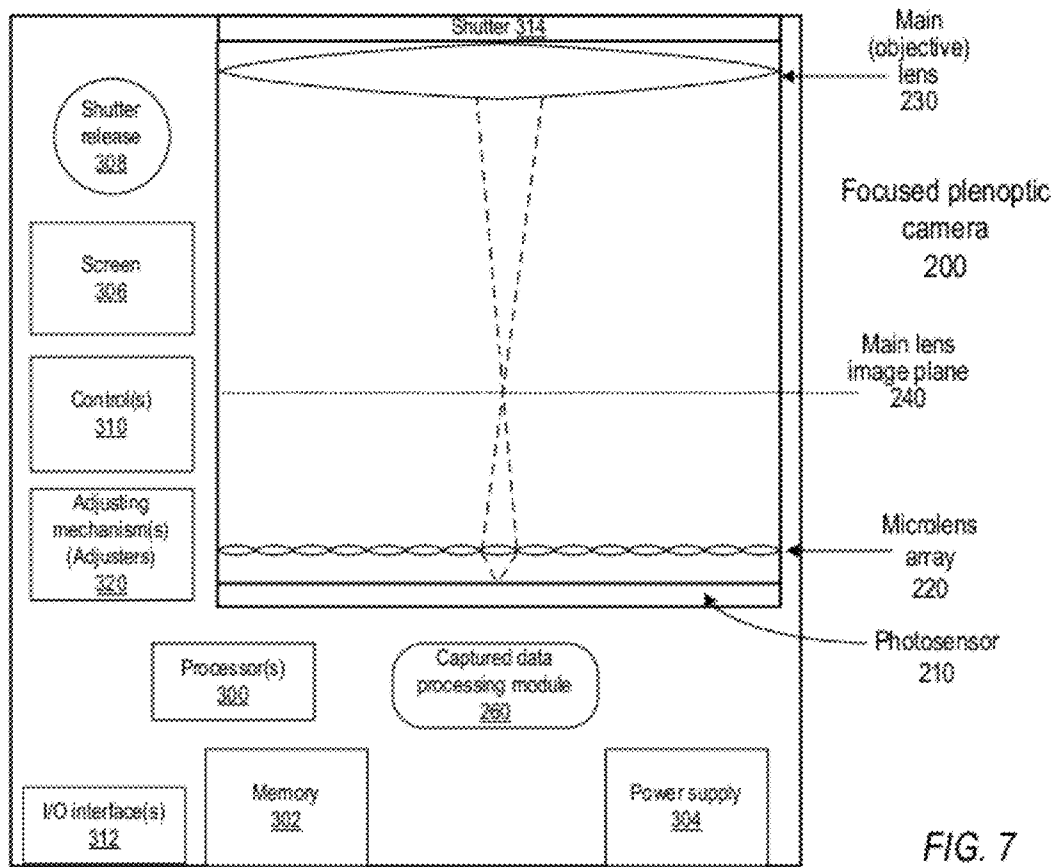 Shutter 314
Main
(objective)
lens
230
Shutter
release
308
Focused plenoptic
camera
200
Screen
306
Main lens
image plane
240
Control(s)
310
Adjusting
mechanism(s)
(Adjusters)
320
Microlens
array
220
Photosensor
210
Processor(s)
300
Captured data
processing module
260
I/O interface(s)
312
Memory
302
Power supply
304
FIG. 7